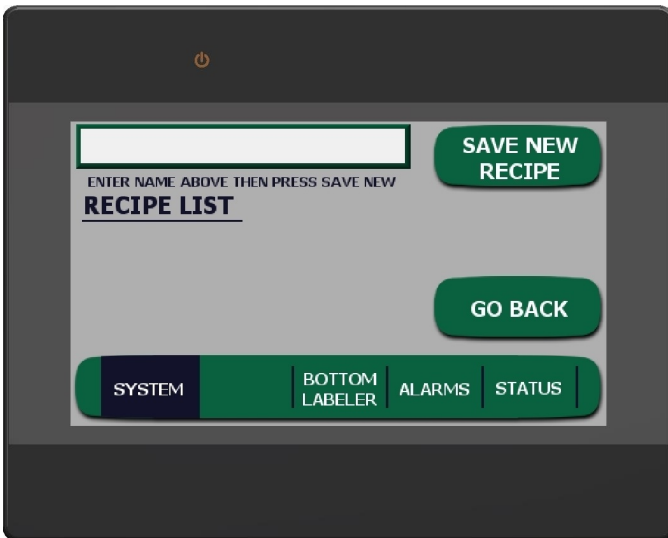 SAVE NEW
RECIPE
ENTER NAME ABOVE THEN PRESS SAVE NEW
RECIPE LIST
GO BACK
SYSTEM
BOTTOM
LABELER
ALARMS
STATUS